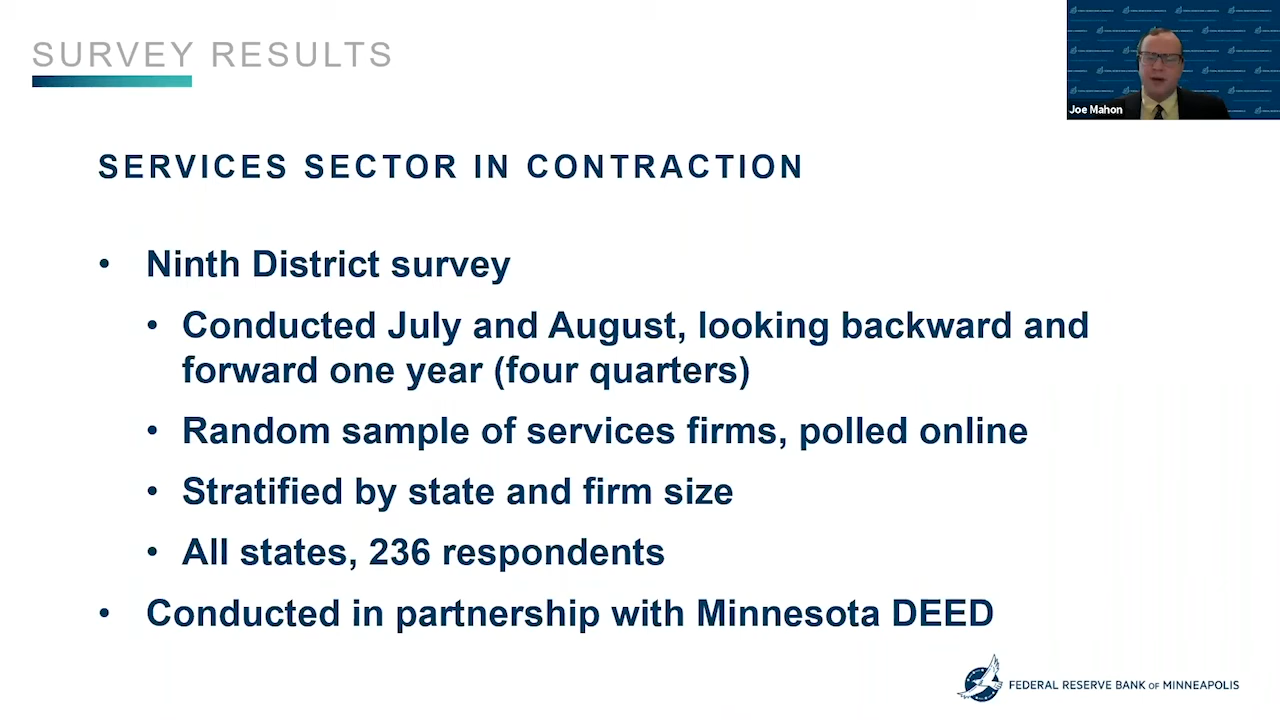 SURVEY RESULTS
Joe Mahon
SERVICES SECTOR IN CONTRACTION
• Ninth District survey
• Conducted July and August, looking backward and
forward one year (four quarters)
• Random sample of services firms, polled online
• Stratified by state and firm size
• All states, 236 respondents
• Conducted in partnership with Minnesota DEED
FEDERAL RESERVE BANK OF MINNEAPOLIS